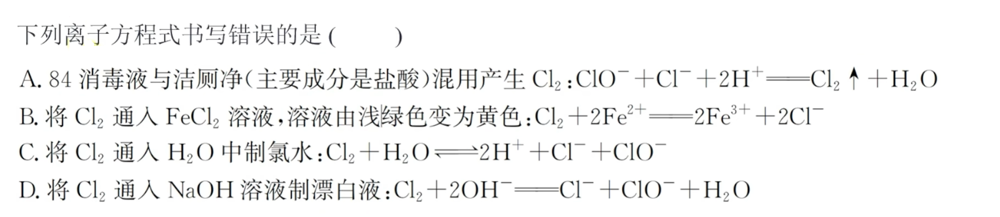 下列离子方程式书写错误的是(　　)
A. 84 消毒液与洁厕净(主要成分是盐酸)混用产生 Cl₂:ClO⁻+Cl⁻+2H⁺══Cl₂↑+H₂O
B. 将 Cl₂ 通入 FeCl₂ 溶液,溶液由浅绿色变为黄色:Cl₂+2Fe²⁺══2Fe³⁺+2Cl⁻
C. 将 Cl₂ 通入 H₂O 中制氯水:Cl₂+H₂O⇌2H⁺+Cl⁻+ClO⁻
D. 将 Cl₂ 通入 NaOH 溶液制漂白液:Cl₂+2OH⁻══Cl⁻+ClO⁻+H₂O